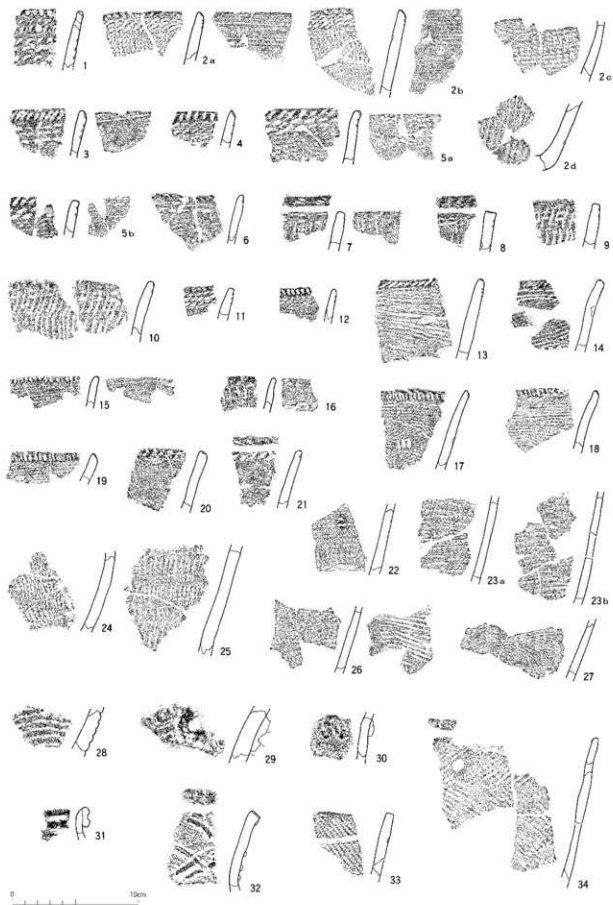 1 2a 2b 2c
3 4 5a 2d
5b 6 7 8 9
10 11 12 13 14
15 16 17 18
19 20 21
22 23a 23b
24 25 26 27
28 29 30
31 32 33 34
0 10cm